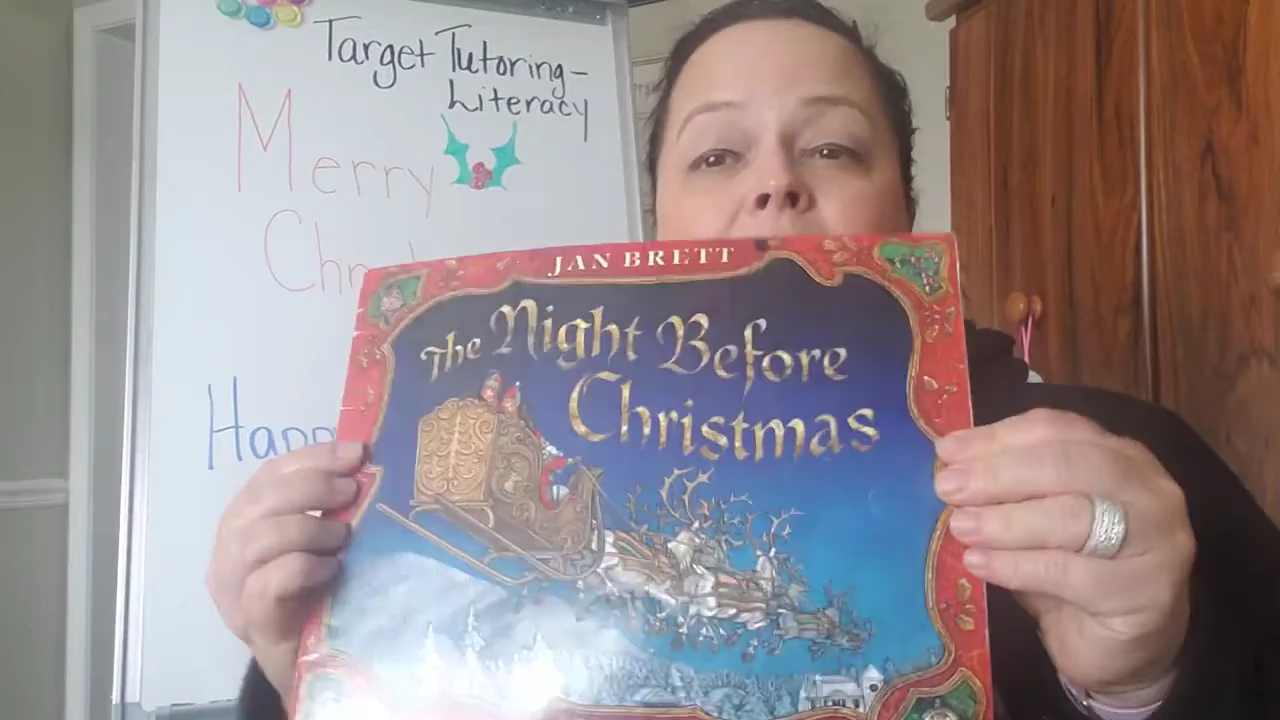 Target Tutoring-
Literacy
Merry
JAN BRETT
The Night Before
Christmas